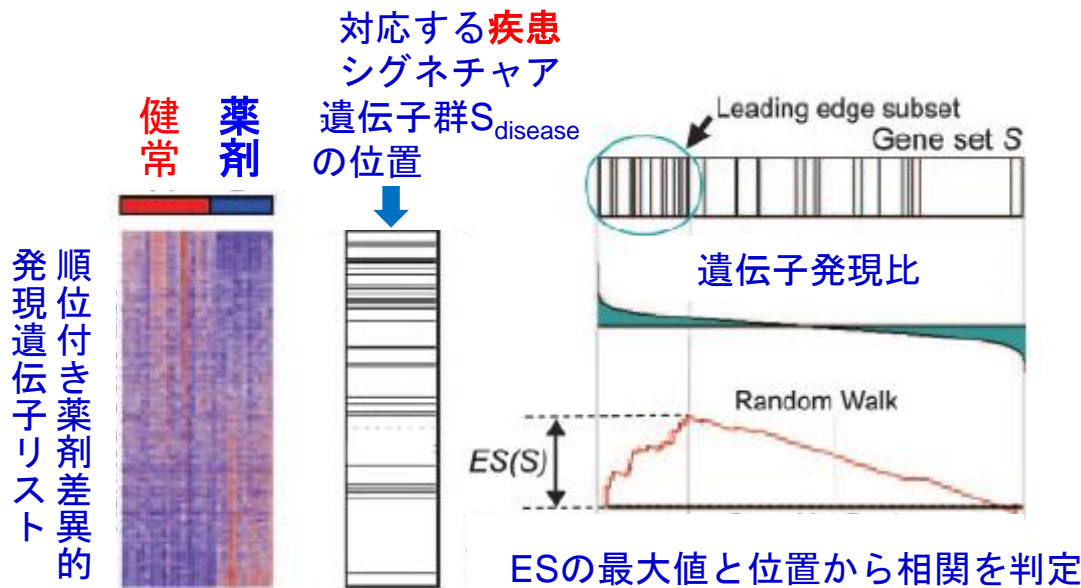 対応する疾患
シグネチャア
遺伝子群Sdisease
の位置
健常
薬剤
順位付き薬剤差異的
発現遺伝子リスト
Leading edge subset
Gene set S
遺伝子発現比
Random Walk
ES(S)
ESの最大値と位置から相関を判定